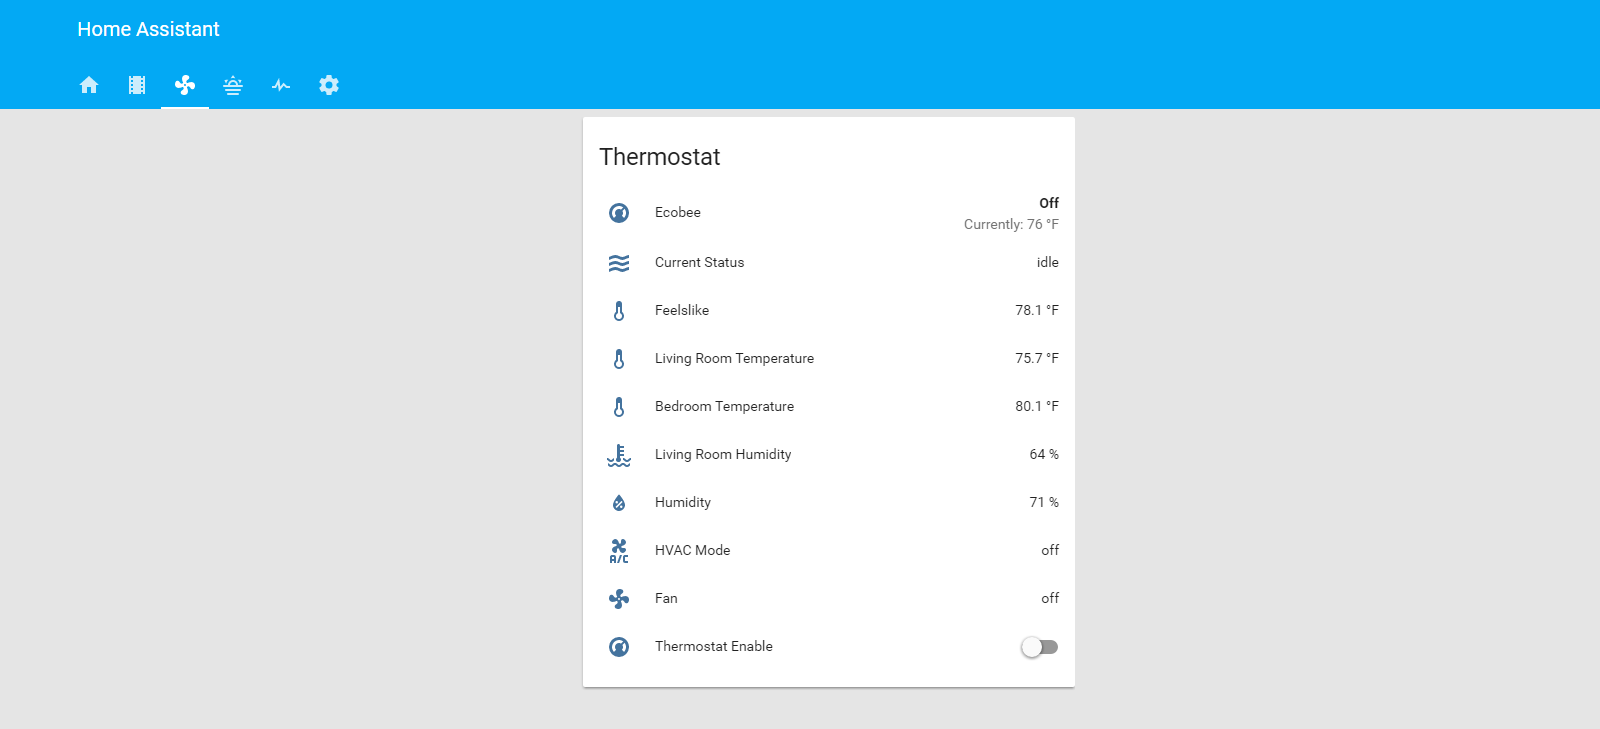 Home Assistant
Thermostat
Ecobee
Off
Currently: 76 °F
Current Status
idle
Feelslike
78.1 °F
Living Room Temperature
75.7 °F
Bedroom Temperature
80.1 °F
Living Room Humidity
64 %
Humidity
71 %
A/C
HVAC Mode
off
Fan
off
Thermostat Enable